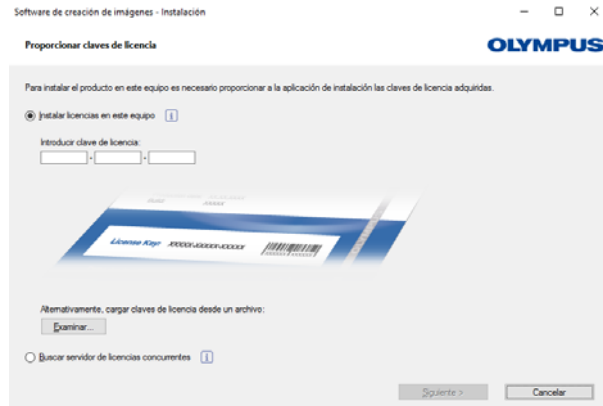 Software de creación de imágenes - Instalación
Proporcionar claves de licencia
OLYMPUS
Para instalar el producto en este equipo es necesario proporcionar a la aplicación de instalación las claves de licencia adquiridas.
Instalar licencias en este equipo
Introducir clave de licencia:
- -
License Key XXXXX-XXXXX-XXXXX
Alternativamente, cargar claves de licencia desde un archivo:
Examinar...
Buscar servidor de licencias concurrentes
Siguiente > Cancelar